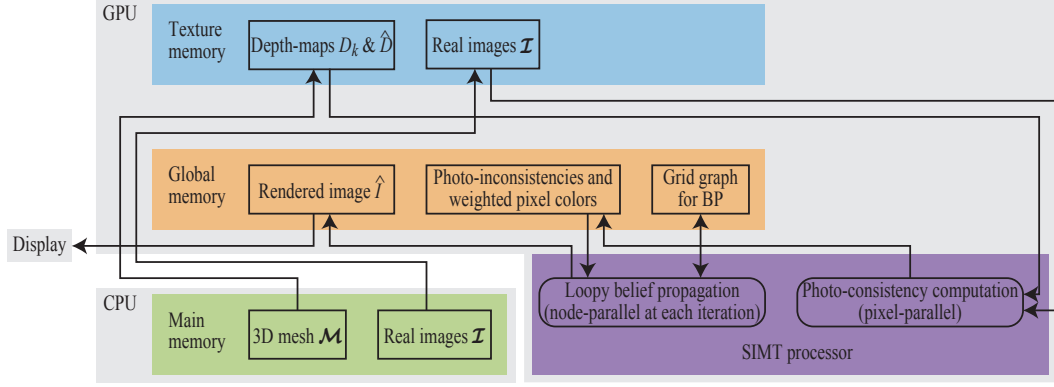 GPU
Texture
memory
Depth-maps Dₖ & D̂
Real images 𝓘
Global
memory
Rendered image Î
Photo-inconsistencies and
weighted pixel colors
Grid graph
for BP
Display
CPU
Main
memory
3D mesh 𝓜
Real images 𝓘
Loopy belief propagation
(node-parallel at each iteration)
Photo-consistency computation
(pixel-parallel)
SIMT processor